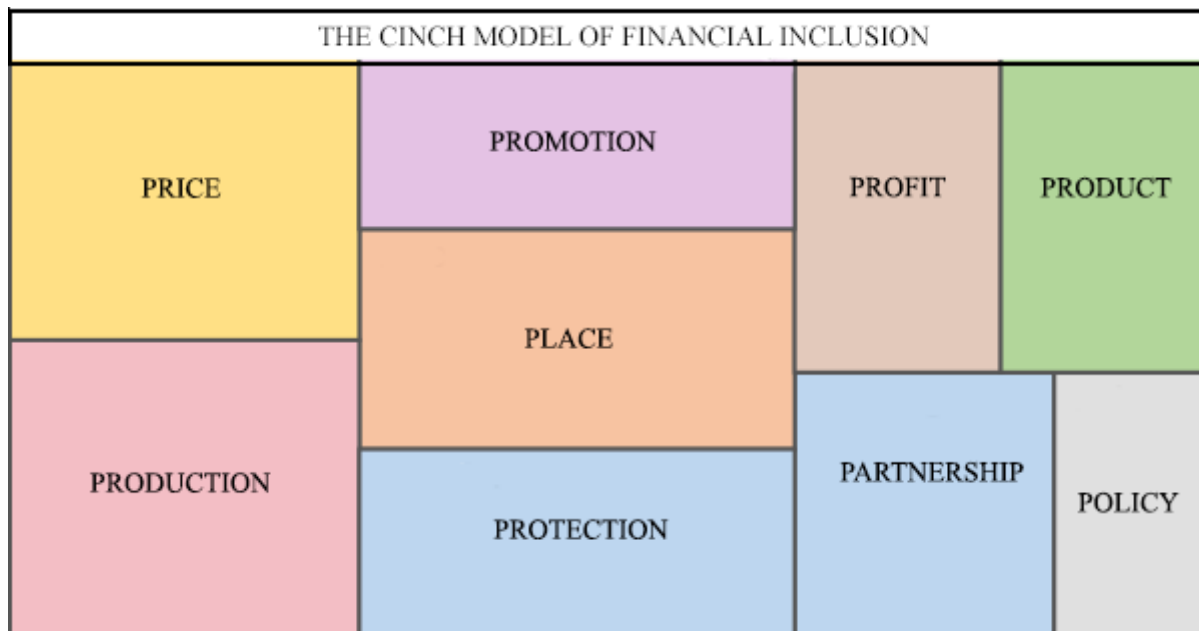 THE CINCH MODEL OF FINANCIAL INCLUSION
PRICE
PROMOTION
PROFIT
PRODUCT
PLACE
PRODUCTION
PROTECTION
PARTNERSHIP
POLICY